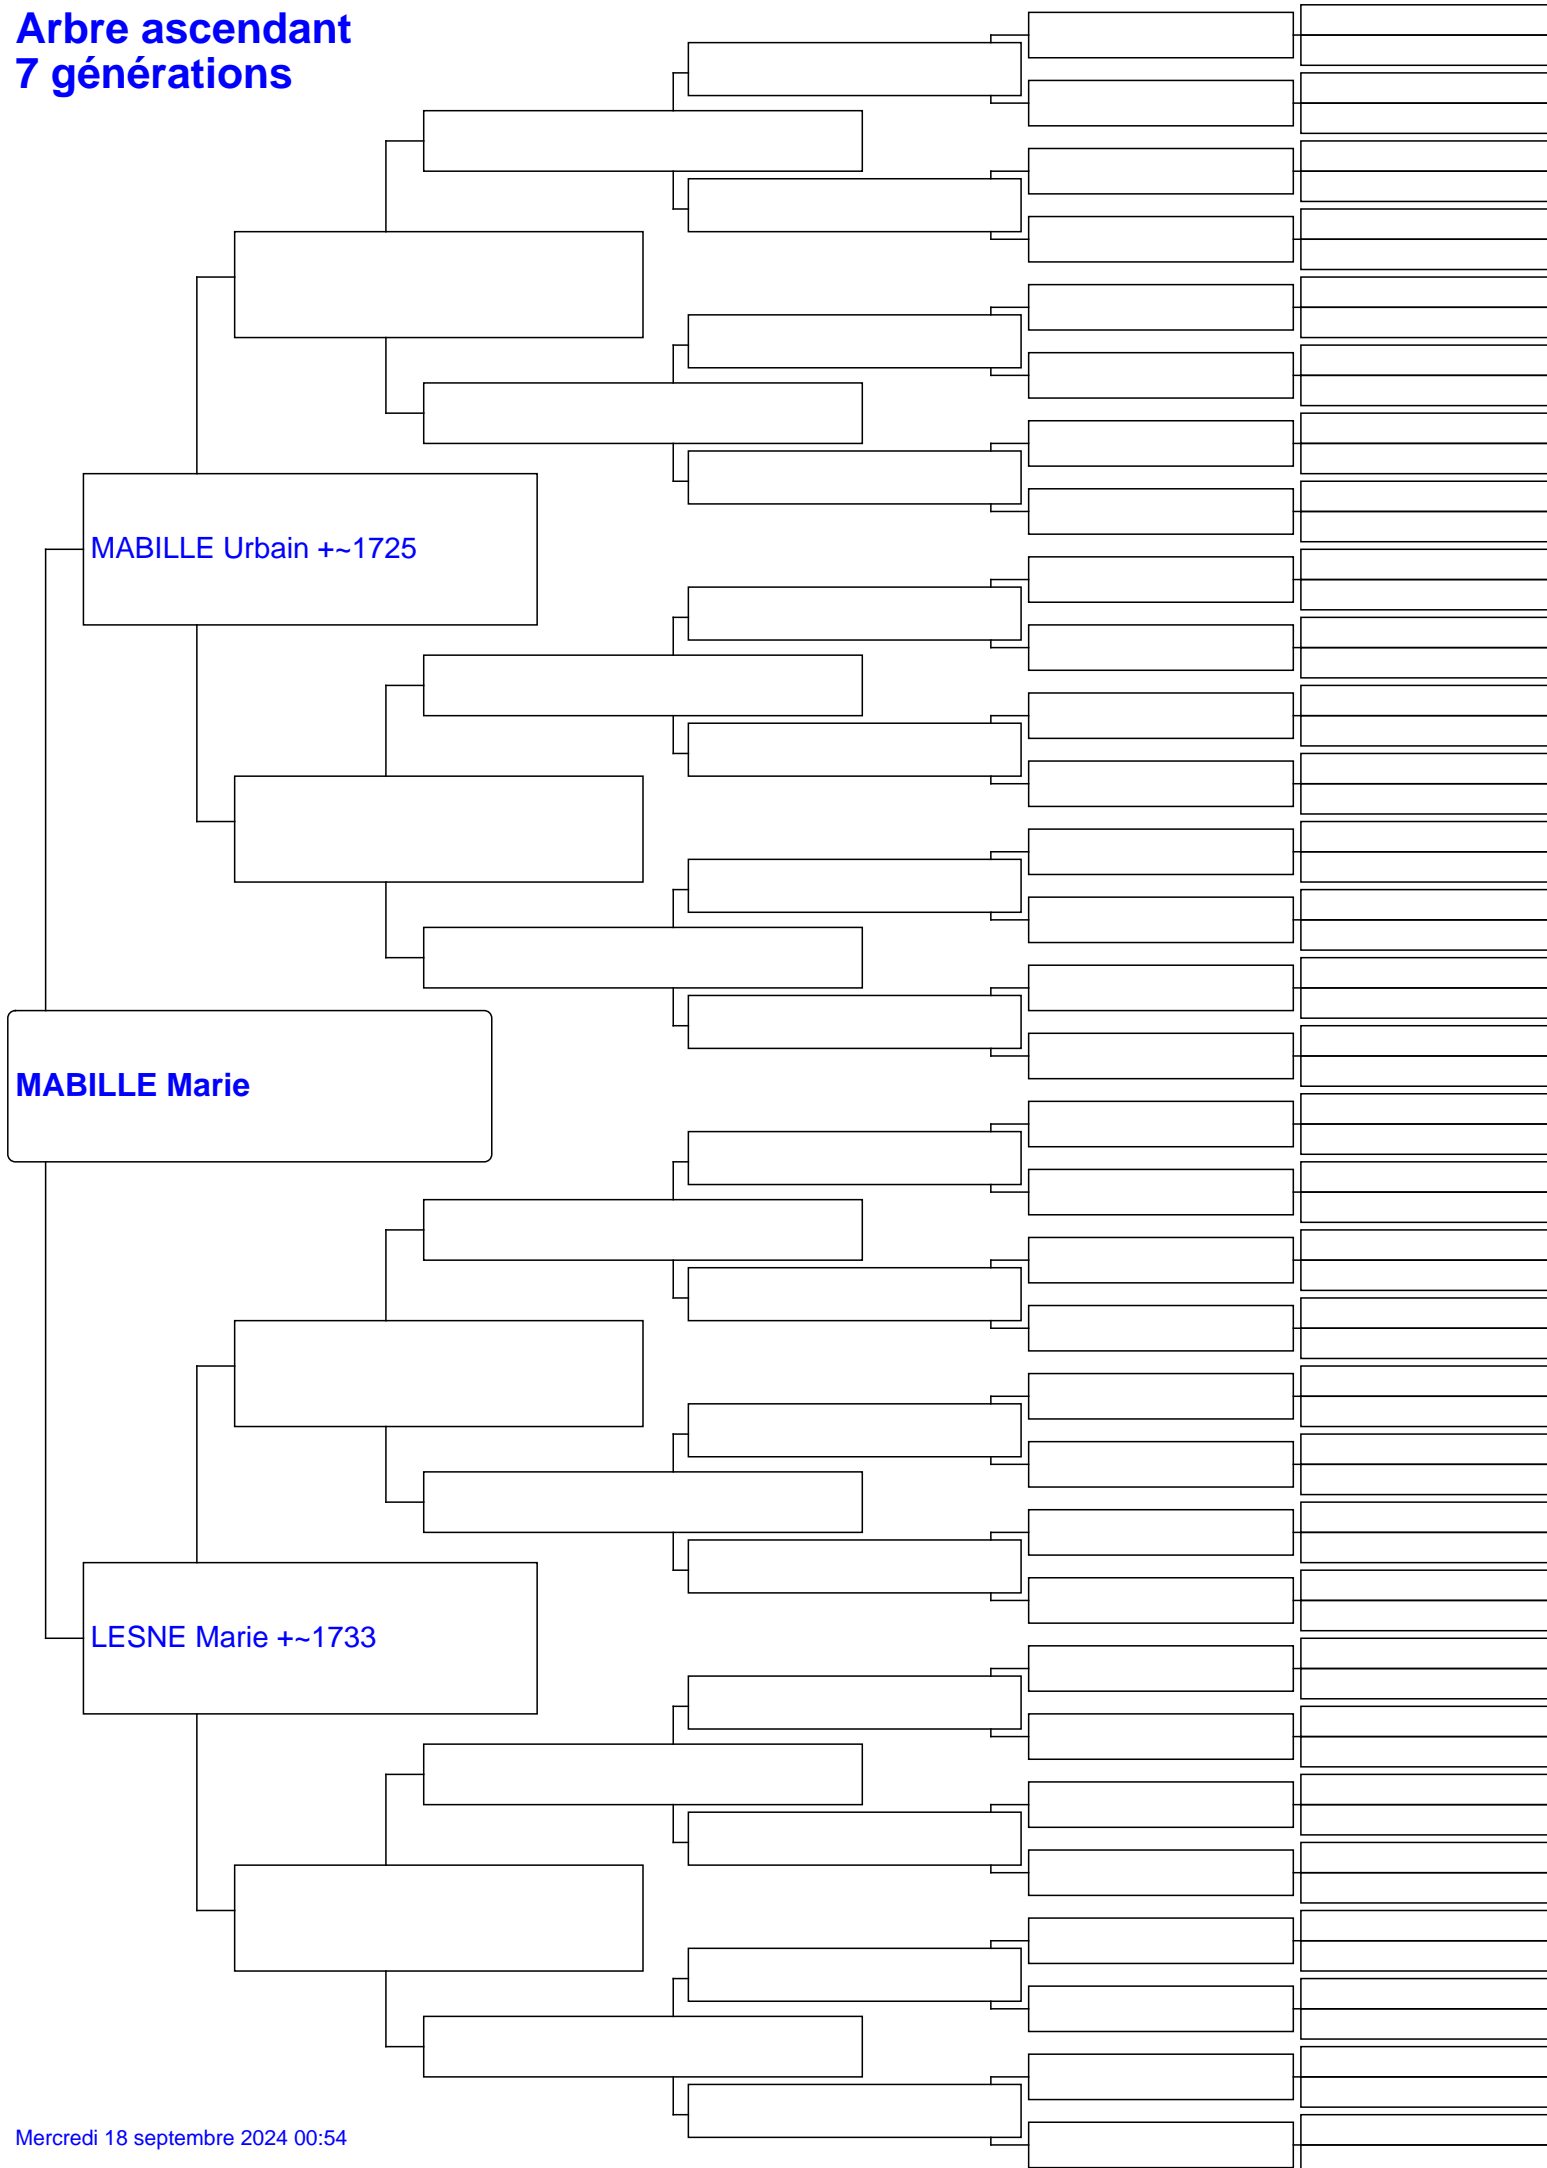 Arbre ascendant
7 générations
MABILLE Urbain +~1725
MABILLE Marie
LESNE Marie +~1733
Mercredi 18 septembre 2024 00:54